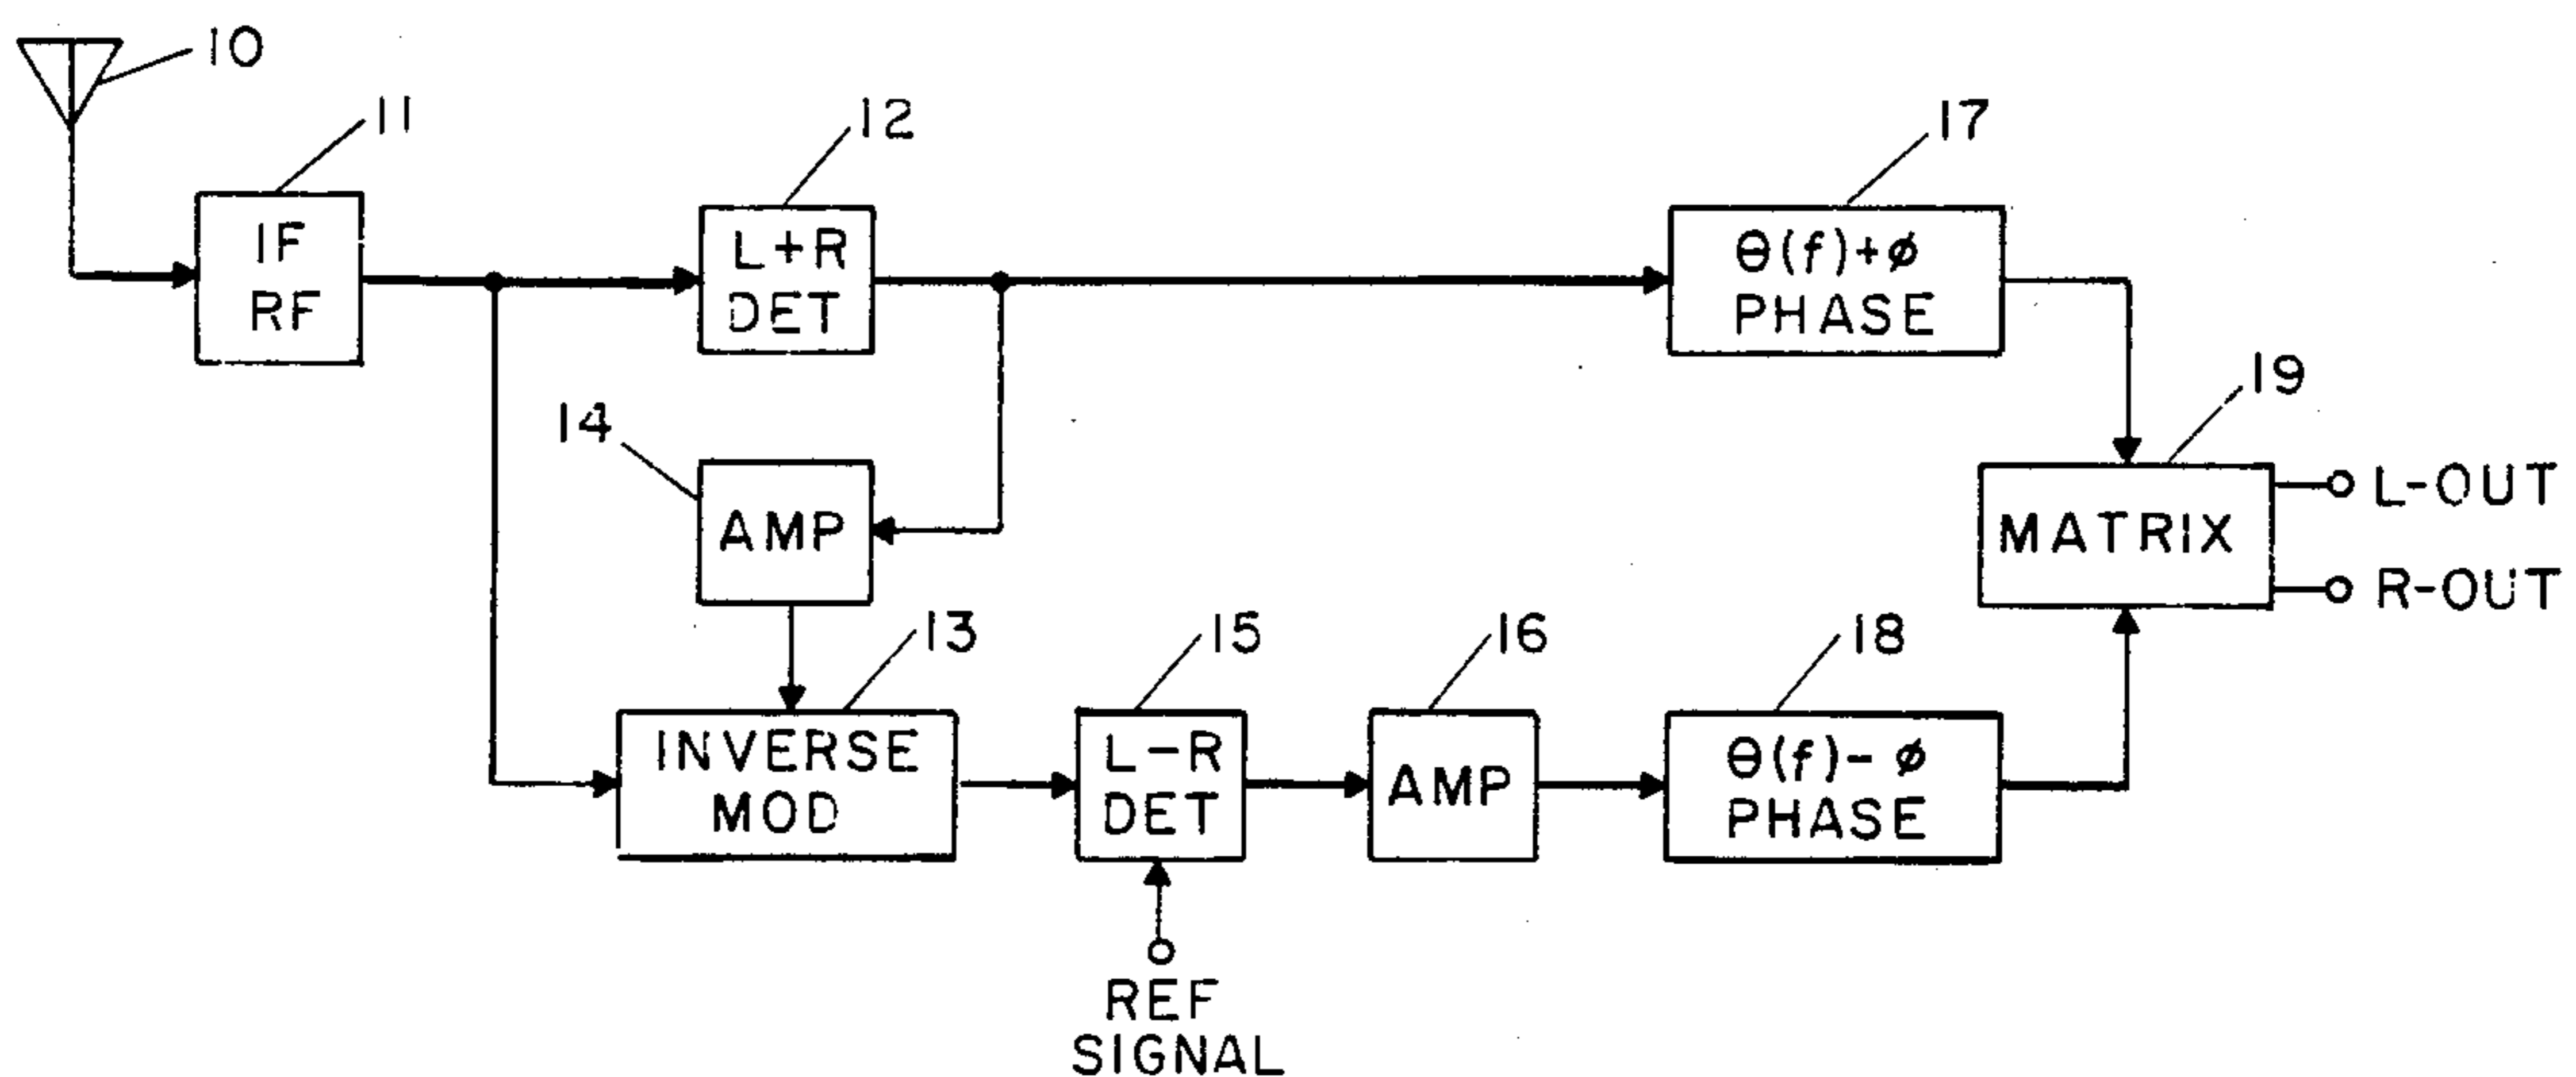 10
11
12
17
IF
RF
L+R
DET
θ(f)+ø
PHASE
19
14
AMP
L-OUT
MATRIX
R-OUT
13
15
16
18
INVERSE
MOD
L-R
DET
AMP
θ(f)-ø
PHASE
REF
SIGNAL